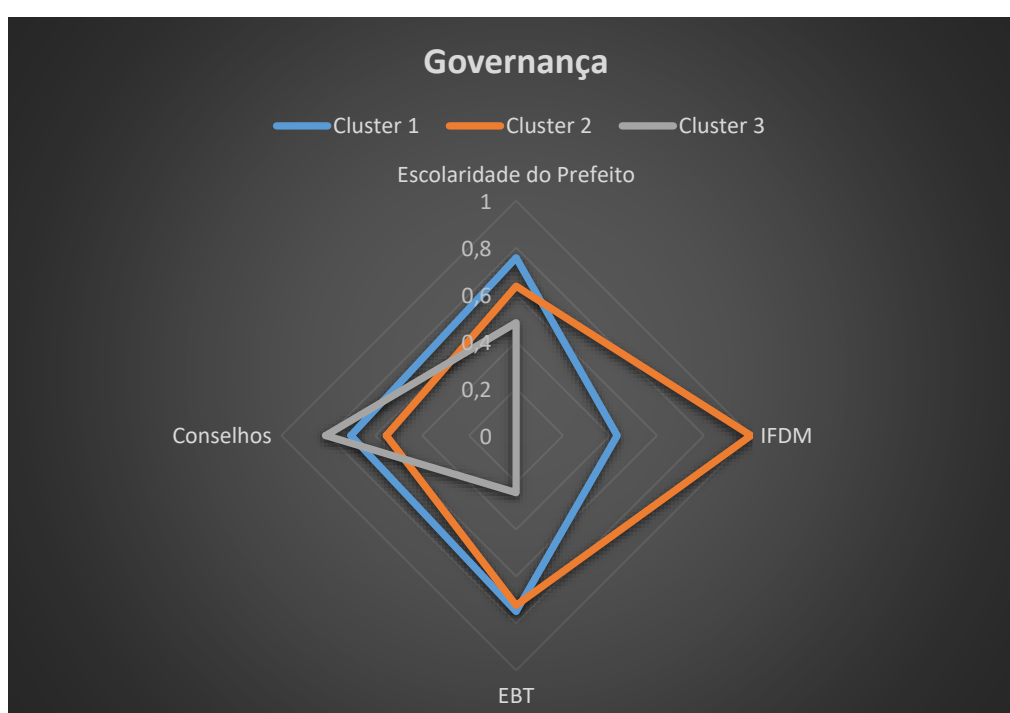 Governança
Cluster 1 Cluster 2 Cluster 3
Escolaridade do Prefeito
1
0,8
0,6
0,4
0,2
0
Conselhos
IFDM
EBT